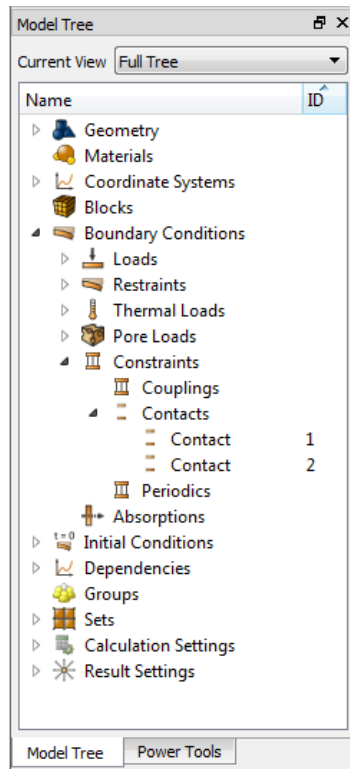 Model Tree
Current View Full Tree
Name ID
Geometry
Materials
Coordinate Systems
Blocks
Boundary Conditions
Loads
Restraints
Thermal Loads
Pore Loads
Constraints
Couplings
Contacts
Contact 1
Contact 2
Periodics
Absorptions
t=0
Initial Conditions
Dependencies
Groups
Sets
Calculation Settings
Result Settings
Model Tree Power Tools